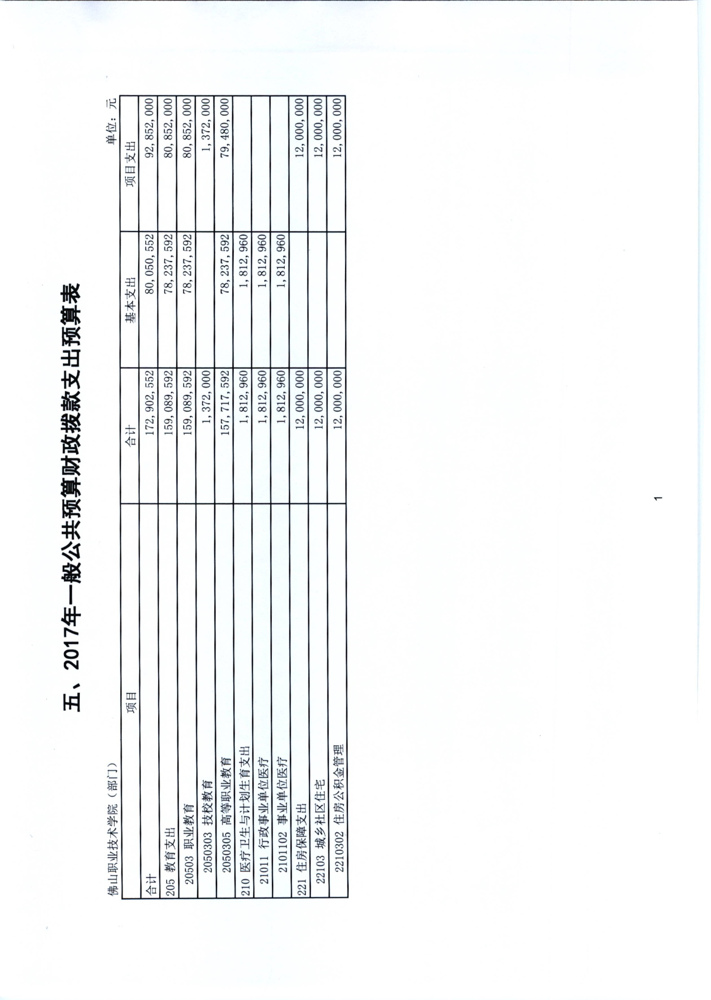 五、2017年一般公共预算财政拨款支出预算表
佛山职业技术学院（部门） 单位：元
项目 合计 基本支出 项目支出
合计 172,902,552 80,050,552 92,852,000
205 教育支出 159,089,592 78,237,592 80,852,000
20503 职业教育 159,089,592 78,237,592 80,852,000
2050303 技校教育 1,372,000 1,372,000
2050305 高等职业教育 157,717,592 78,237,592 79,480,000
210 医疗卫生与计划生育支出 1,812,960 1,812,960
21011 行政事业单位医疗 1,812,960 1,812,960
2101102 事业单位医疗 1,812,960 1,812,960
221 住房保障支出 12,000,000 12,000,000
22103 城乡社区住宅 12,000,000 12,000,000
2210302 住房公积金管理 12,000,000 12,000,000
1